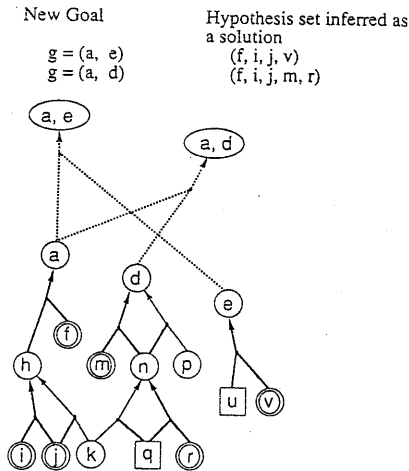 New Goal
Hypothesis set inferred as
a solution
g = (a, e)
(f, i, j, v)
g = (a, d)
(f, i, j, m, r)
a, e
a, d
a
d
e
f
h
m
n
p
u
v
i
j
k
q
r